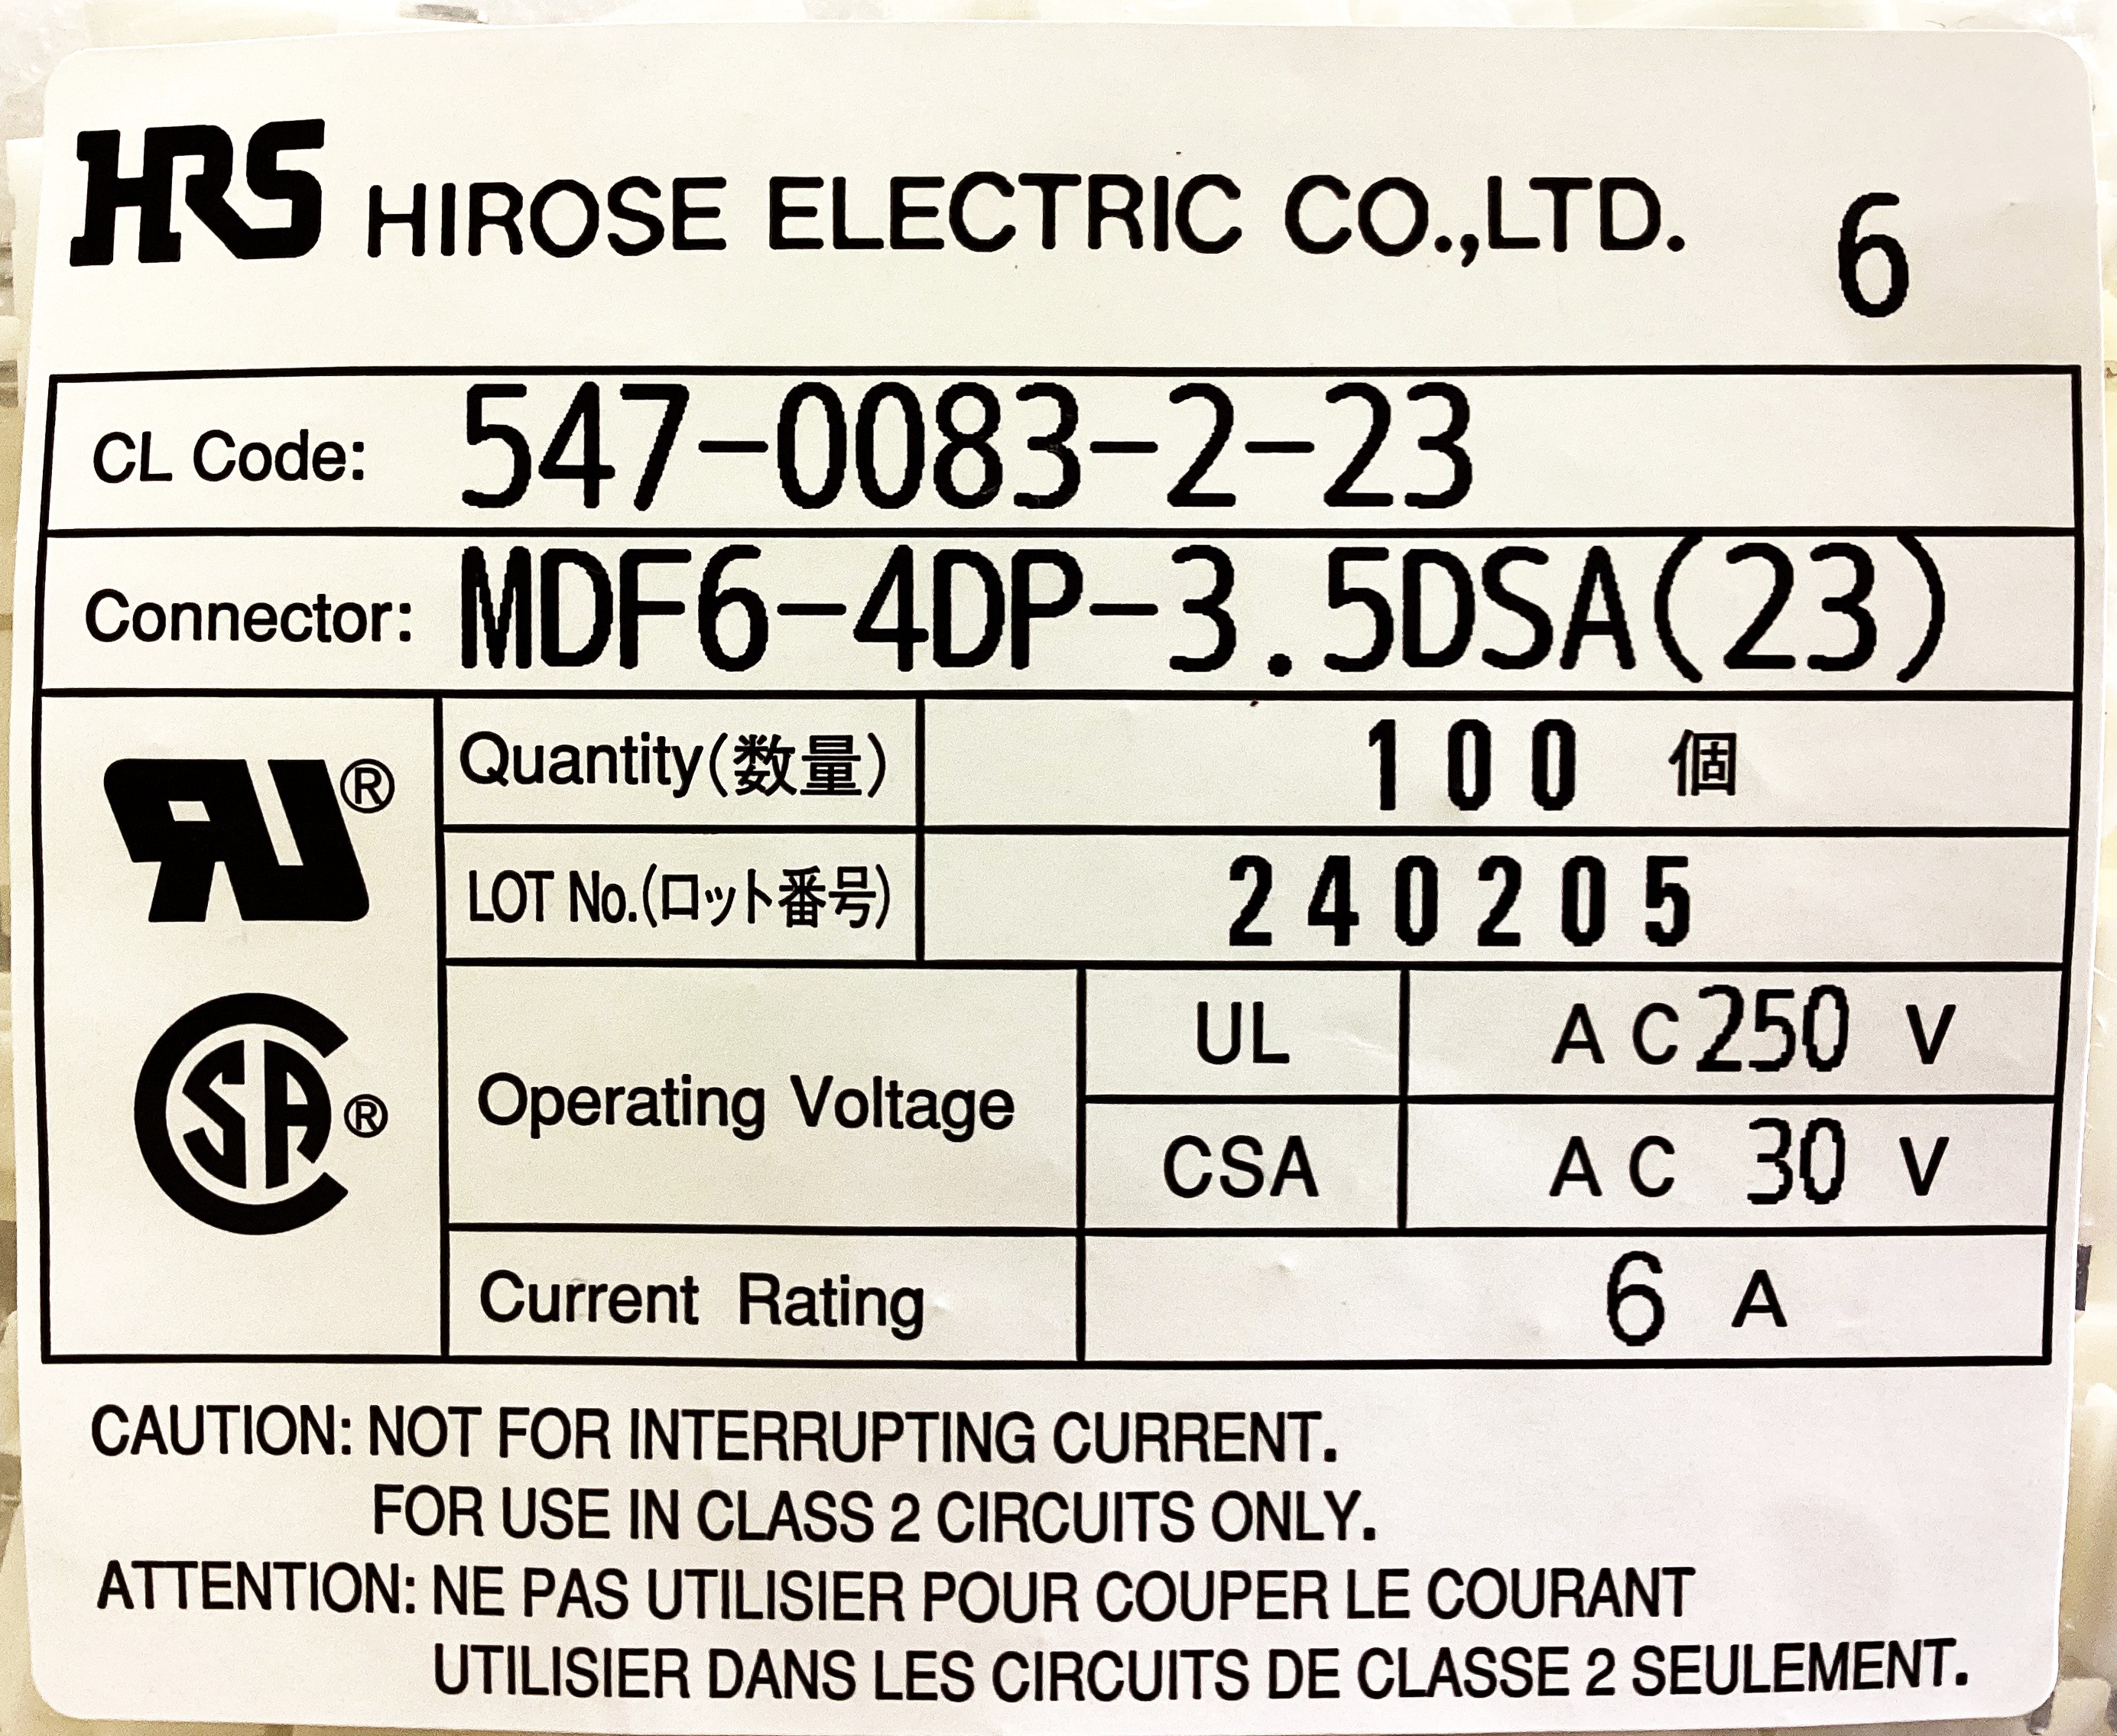 HRS HIROSE ELECTRIC CO.,LTD. 6
CL Code: 547-0083-2-23
Connector: MDF6-4DP-3.5DSA(23)
Quantity(数量) 100 個
LOT No.(ロット番号) 240205
Operating Voltage UL AC250 V
CSA AC 30 V
Current Rating 6 A
RU®
CSA®
CAUTION: NOT FOR INTERRUPTING CURRENT.
FOR USE IN CLASS 2 CIRCUITS ONLY.
ATTENTION: NE PAS UTILISIER POUR COUPER LE COURANT
UTILISIER DANS LES CIRCUITS DE CLASSE 2 SEULEMENT.